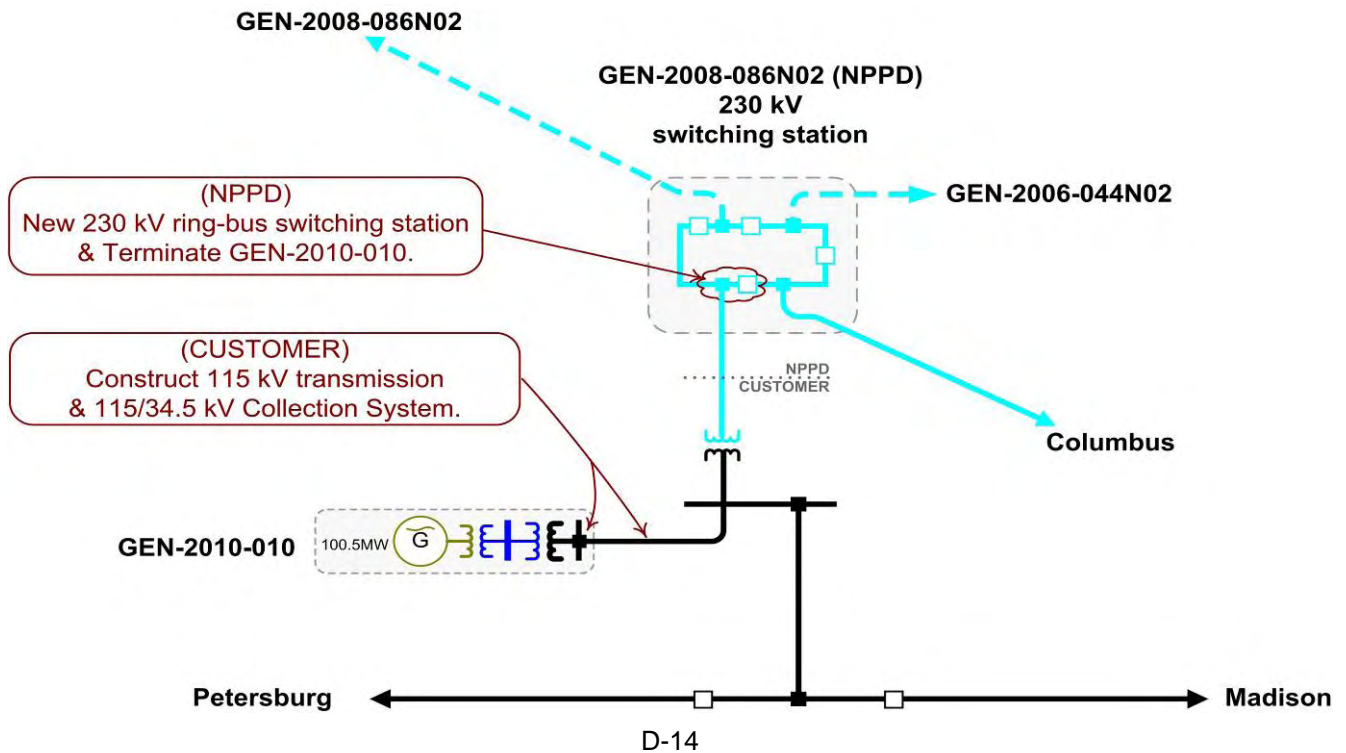 GEN-2008-086N02
GEN-2008-086N02 (NPPD)
230 kV
switching station
(NPPD)
New 230 kV ring-bus switching station
& Terminate GEN-2010-010.
GEN-2006-044N02
(CUSTOMER)
Construct 115 kV transmission
& 115/34.5 kV Collection System.
NPPD
CUSTOMER
Columbus
GEN-2010-010
100.5MW
G
Petersburg
Madison
D-14